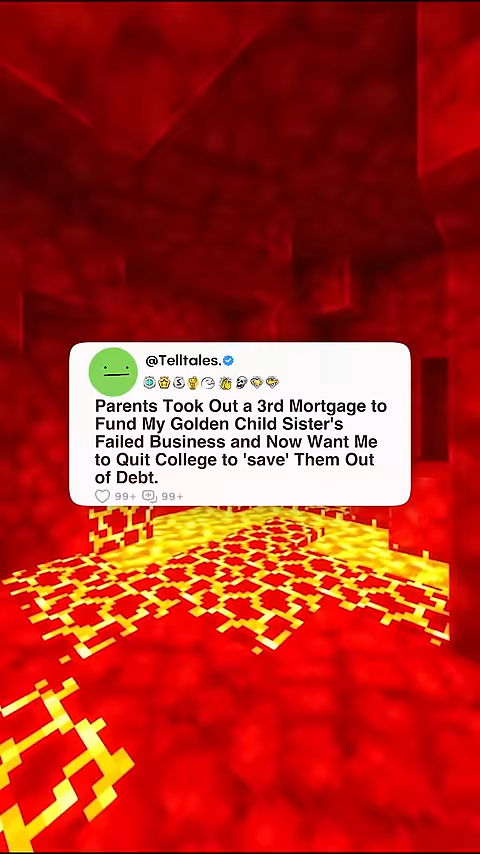 @Telltales.
Parents Took Out a 3rd Mortgage to
Fund My Golden Child Sister's
Failed Business and Now Want Me
to Quit College to 'save' Them Out
of Debt.
99+ 99+